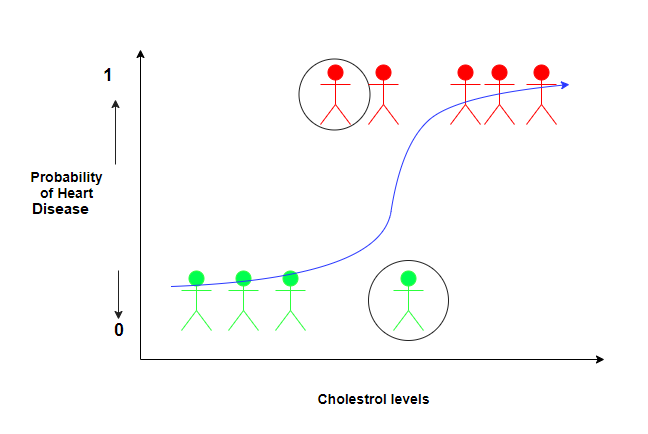 1
Probability
of Heart
Disease
0
Cholestrol levels